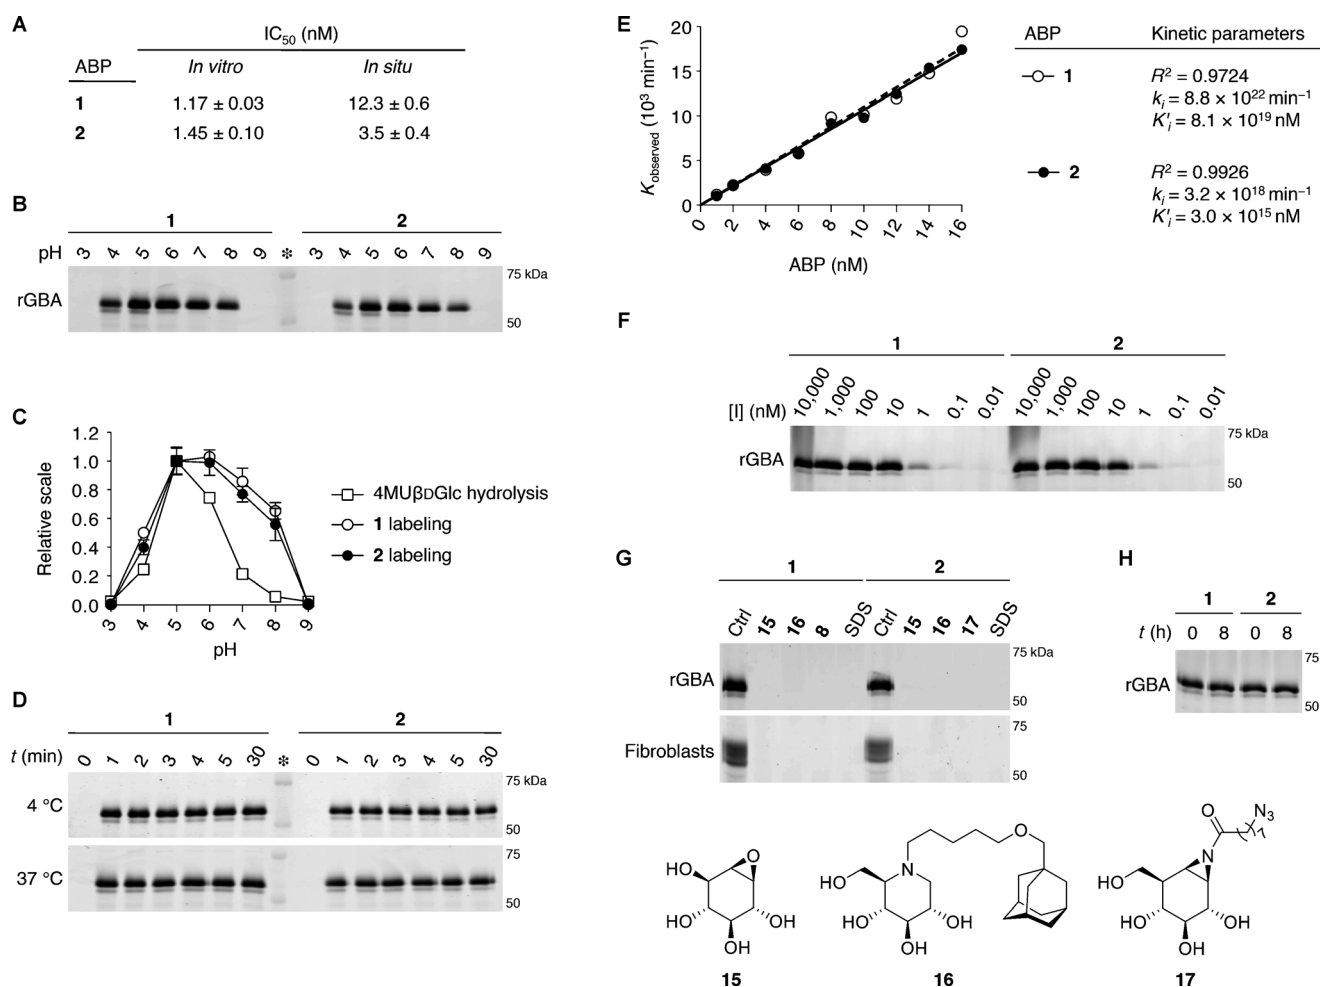 A
IC50 (nM)
ABP In vitro In situ
1 1.17 ± 0.03 12.3 ± 0.6
2 1.45 ± 0.10 3.5 ± 0.4
B
1 2
pH 3 4 5 6 7 8 9 * 3 4 5 6 7 8 9
75 kDa
rGBA
50
C
1.2
1.0
0.8
0.6
0.4
0.2
0.0
Relative scale
3 4 5 6 7 8 9
pH
4MUβDGlc hydrolysis
1 labeling
2 labeling
D
1 2
t (min) 0 1 2 3 4 5 30 * 0 1 2 3 4 5 30
75 kDa
4 °C
50
75
37 °C
50
E
20
15
10
5
0
Kobserved (10³ min⁻¹)
0 2 4 6 8 10 12 14 16
ABP (nM)
ABP Kinetic parameters
1 R² = 0.9724
ki = 8.8 × 10²² min⁻¹
K′i = 8.1 × 10¹⁹ nM
2 R² = 0.9926
ki = 3.2 × 10¹⁸ min⁻¹
K′i = 3.0 × 10¹⁵ nM
F
1 2
[I] (nM) 10,000 1,000 100 10 1 0.1 0.01 10,000 1,000 100 10 1 0.1 0.01
75 kDa
rGBA
50
G
1 2
Ctrl 15 16 8 SDS Ctrl 15 16 17 SDS
75 kDa
rGBA
50
75
Fibroblasts
50
H
1 2
t (h) 0 8 0 8
75
rGBA
50
O
HO
HO OH
OH
15
O
N
HO
HO OH
OH
16
N3
O
7
N
HO
HO OH
OH
17